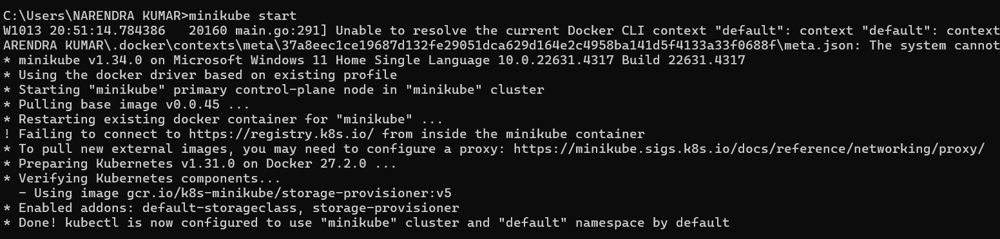 C:\Users\NARENDRA KUMAR>minikube start
W1013 20:51:14.784386   20160 main.go:291] Unable to resolve the current Docker CLI context "default": context "default": context
ARENDRA KUMAR\.docker\contexts\meta\37a8eec1ce19687d132fe29051dca629d164e2c4958ba141d5f4133a33f0688f\meta.json: The system cannot
* minikube v1.34.0 on Microsoft Windows 11 Home Single Language 10.0.22631.4317 Build 22631.4317
* Using the docker driver based on existing profile
* Starting "minikube" primary control-plane node in "minikube" cluster
* Pulling base image v0.0.45 ...
* Restarting existing docker container for "minikube" ...
! Failing to connect to https://registry.k8s.io/ from inside the minikube container
* To pull new external images, you may need to configure a proxy: https://minikube.sigs.k8s.io/docs/reference/networking/proxy/
* Preparing Kubernetes v1.31.0 on Docker 27.2.0 ...
* Verifying Kubernetes components...
  - Using image gcr.io/k8s-minikube/storage-provisioner:v5
* Enabled addons: default-storageclass, storage-provisioner
* Done! kubectl is now configured to use "minikube" cluster and "default" namespace by default